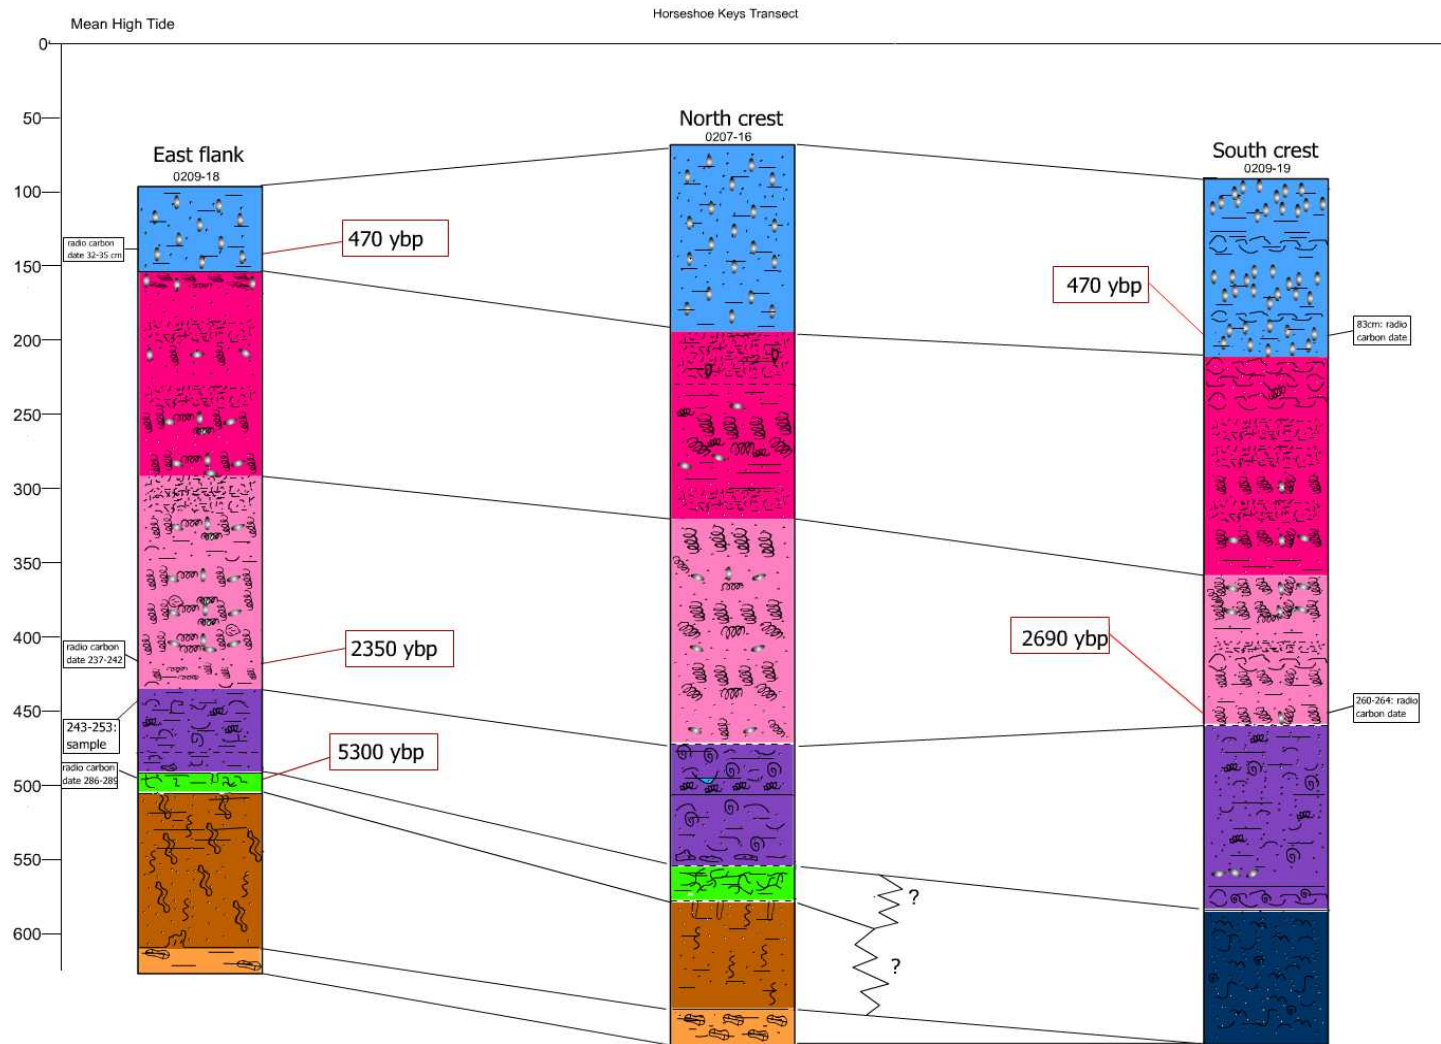 Horseshoe Keys Transect
Mean High Tide
0'
50
100
150
200
250
300
350
400
450
500
550
600
East flank
0209-18
North crest
0207-16
South crest
0209-19
radio carbon
date 32-35 cm
470 ybp
470 ybp
83cm: radio
carbon date
radio carbon
date 237-242
2350 ybp
2690 ybp
243-253:
sample
260-264: radio
carbon date
radio carbon
date 286-289
5300 ybp
?
?